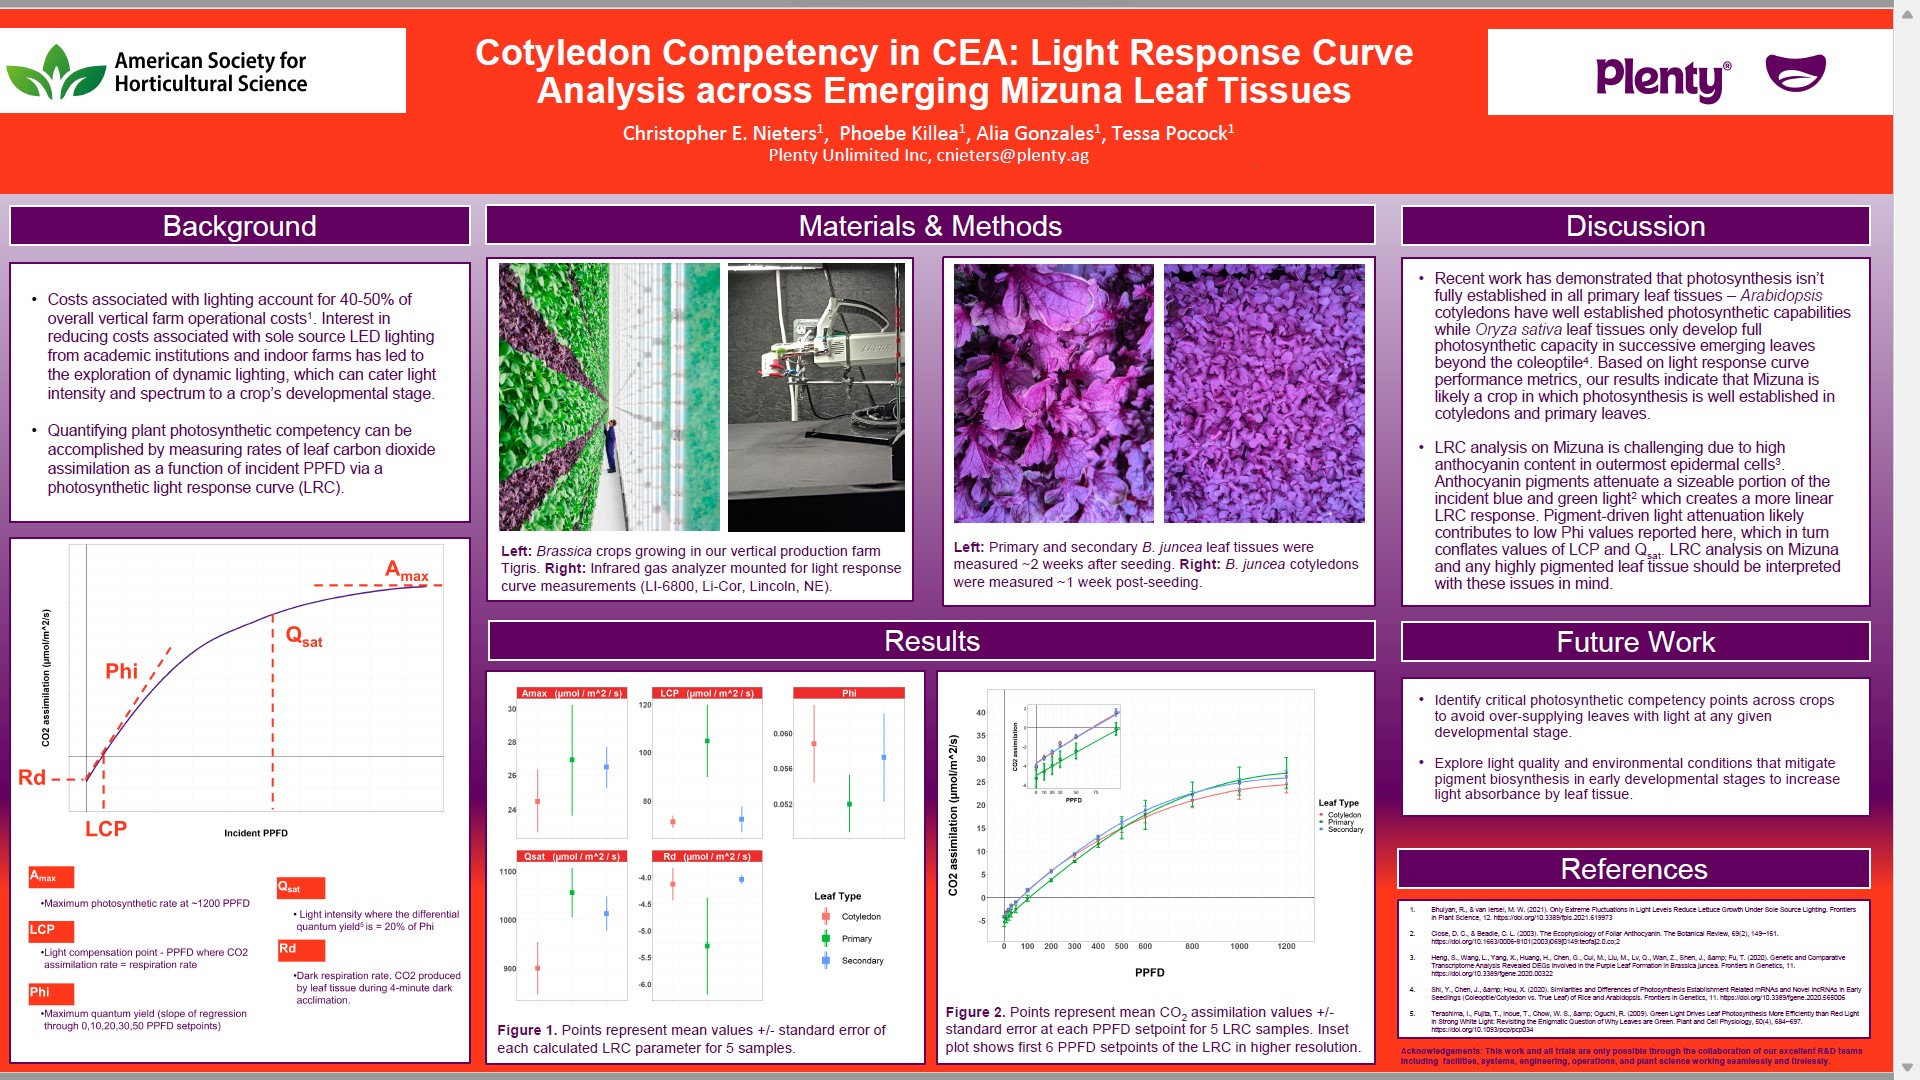 American Society for
Horticultural Science
Cotyledon Competency in CEA: Light Response Curve
Analysis across Emerging Mizuna Leaf Tissues
Christopher E. Nieters1, Phoebe Killea1, Alia Gonzales1, Tessa Pocock1
Plenty Unlimited Inc, cnieters@plenty.ag
Plenty®
Background
• Costs associated with lighting account for 40-50% of
overall vertical farm operational costs1. Interest in
reducing costs associated with sole source LED lighting
from academic institutions and indoor farms has led to
the exploration of dynamic lighting, which can cater light
intensity and spectrum to a crop's developmental stage.
• Quantifying plant photosynthetic competency can be
accomplished by measuring rates of leaf carbon dioxide
assimilation as a function of incident PPFD via a
photosynthetic light response curve (LRC).
CO2 assimilation (μmol/m^2/s)
Amax
Qsat
Phi
Rd
LCP
Incident PPFD
Amax
•Maximum photosynthetic rate at ~1200 PPFD
LCP
•Light compensation point - PPFD where CO2
assimilation rate = respiration rate
Phi
•Maximum quantum yield (slope of regression
through 0,10,20,30,50 PPFD setpoints)
Qsat
• Light intensity where the differential
quantum yield5 is = 20% of Phi
Rd
•Dark respiration rate. CO2 produced
by leaf tissue during 4-minute dark
acclimation.
Materials & Methods
Left: Brassica crops growing in our vertical production farm
Tigris. Right: Infrared gas analyzer mounted for light response
curve measurements (LI-6800, Li-Cor, Lincoln, NE).
Left: Primary and secondary B. juncea leaf tissues were
measured ~2 weeks after seeding. Right: B. juncea cotyledons
were measured ~1 week post-seeding.
Results
Amax (μmol / m^2 / s)
30
28
26
24
LCP (μmol / m^2 / s)
120
100
80
Phi
0.060
0.056
0.052
Qsat (μmol / m^2 / s)
1100
1000
900
Rd (μmol / m^2 / s)
-4.0
-4.5
-5.0
-5.5
-6.0
Leaf Type
Cotyledon
Primary
Secondary
Figure 1. Points represent mean values +/- standard error of
each calculated LRC parameter for 5 samples.
CO2 assimilation (μmol/m^2/s)
40
35
30
25
20
15
10
5
0
-5
0 100 200 300 400 500 600 800 1000 1200
PPFD
CO2 assimilation
2
0
-2
-4
-6
0 10 20 30 50 75
PPFD
Leaf Type
Cotyledon
Primary
Secondary
Figure 2. Points represent mean CO2 assimilation values +/-
standard error at each PPFD setpoint for 5 LRC samples. Inset
plot shows first 6 PPFD setpoints of the LRC in higher resolution.
Discussion
• Recent work has demonstrated that photosynthesis isn't
fully established in all primary leaf tissues – Arabidopsis
cotyledons have well established photosynthetic capabilities
while Oryza sativa leaf tissues only develop full
photosynthetic capacity in successive emerging leaves
beyond the coleoptile4. Based on light response curve
performance metrics, our results indicate that Mizuna is
likely a crop in which photosynthesis is well established in
cotyledons and primary leaves.
• LRC analysis on Mizuna is challenging due to high
anthocyanin content in outermost epidermal cells3.
Anthocyanin pigments attenuate a sizeable portion of the
incident blue and green light2 which creates a more linear
LRC response. Pigment-driven light attenuation likely
contributes to low Phi values reported here, which in turn
conflates values of LCP and Qsat. LRC analysis on Mizuna
and any highly pigmented leaf tissue should be interpreted
with these issues in mind.
Future Work
• Identify critical photosynthetic competency points across crops
to avoid over-supplying leaves with light at any given
developmental stage.
• Explore light quality and environmental conditions that mitigate
pigment biosynthesis in early developmental stages to increase
light absorbance by leaf tissue.
References
1. Bhuiyan, R., & van Iersel, M. W. (2021). Only Extreme Fluctuations in Light Levels Reduce Lettuce Growth Under Sole Source Lighting. Frontiers
in Plant Science, 12. https://doi.org/10.3389/fpls.2021.619973
2. Close, D. C., & Beadle, C. L. (2003). The Ecophysiology of Foliar Anthocyanin. The Botanical Review, 69(2), 149–161.
https://doi.org/10.1663/0006-8101(2003)069[0149:teofa]2.0.co;2
3. Heng, S., Wang, L., Yang, X., Huang, H., Chen, G., Cui, M., Liu, M., Lv, Q., Wan, Z., Shen, J., &amp; Fu, T. (2020). Genetic and Comparative
Transcriptome Analysis Revealed DEGs Involved in the Purple Leaf Formation in Brassica juncea. Frontiers in Genetics, 11.
https://doi.org/10.3389/fgene.2020.00322
4. Shi, Y., Chen, J., &amp; Hou, X. (2020). Similarities and Differences of Photosynthesis Establishment Related mRNAs and Novel lncRNAs in Early
Seedlings (Coleoptile/Cotyledon vs. True Leaf) of Rice and Arabidopsis. Frontiers in Genetics, 11. https://doi.org/10.3389/fgene.2020.565006
5. Terashima, I., Fujita, T., Inoue, T., Chow, W. S., &amp; Oguchi, R. (2009). Green Light Drives Leaf Photosynthesis More Efficiently than Red Light
in Strong White Light: Revisiting the Enigmatic Question of Why Leaves are Green. Plant and Cell Physiology, 50(4), 684–697.
https://doi.org/10.1093/pcp/pcp034
Acknowledgements: This work and all trials are only possible through the collaboration of our excellent R&D teams
including facilities, systems, engineering, operations, and plant science working seamlessly and tirelessly.